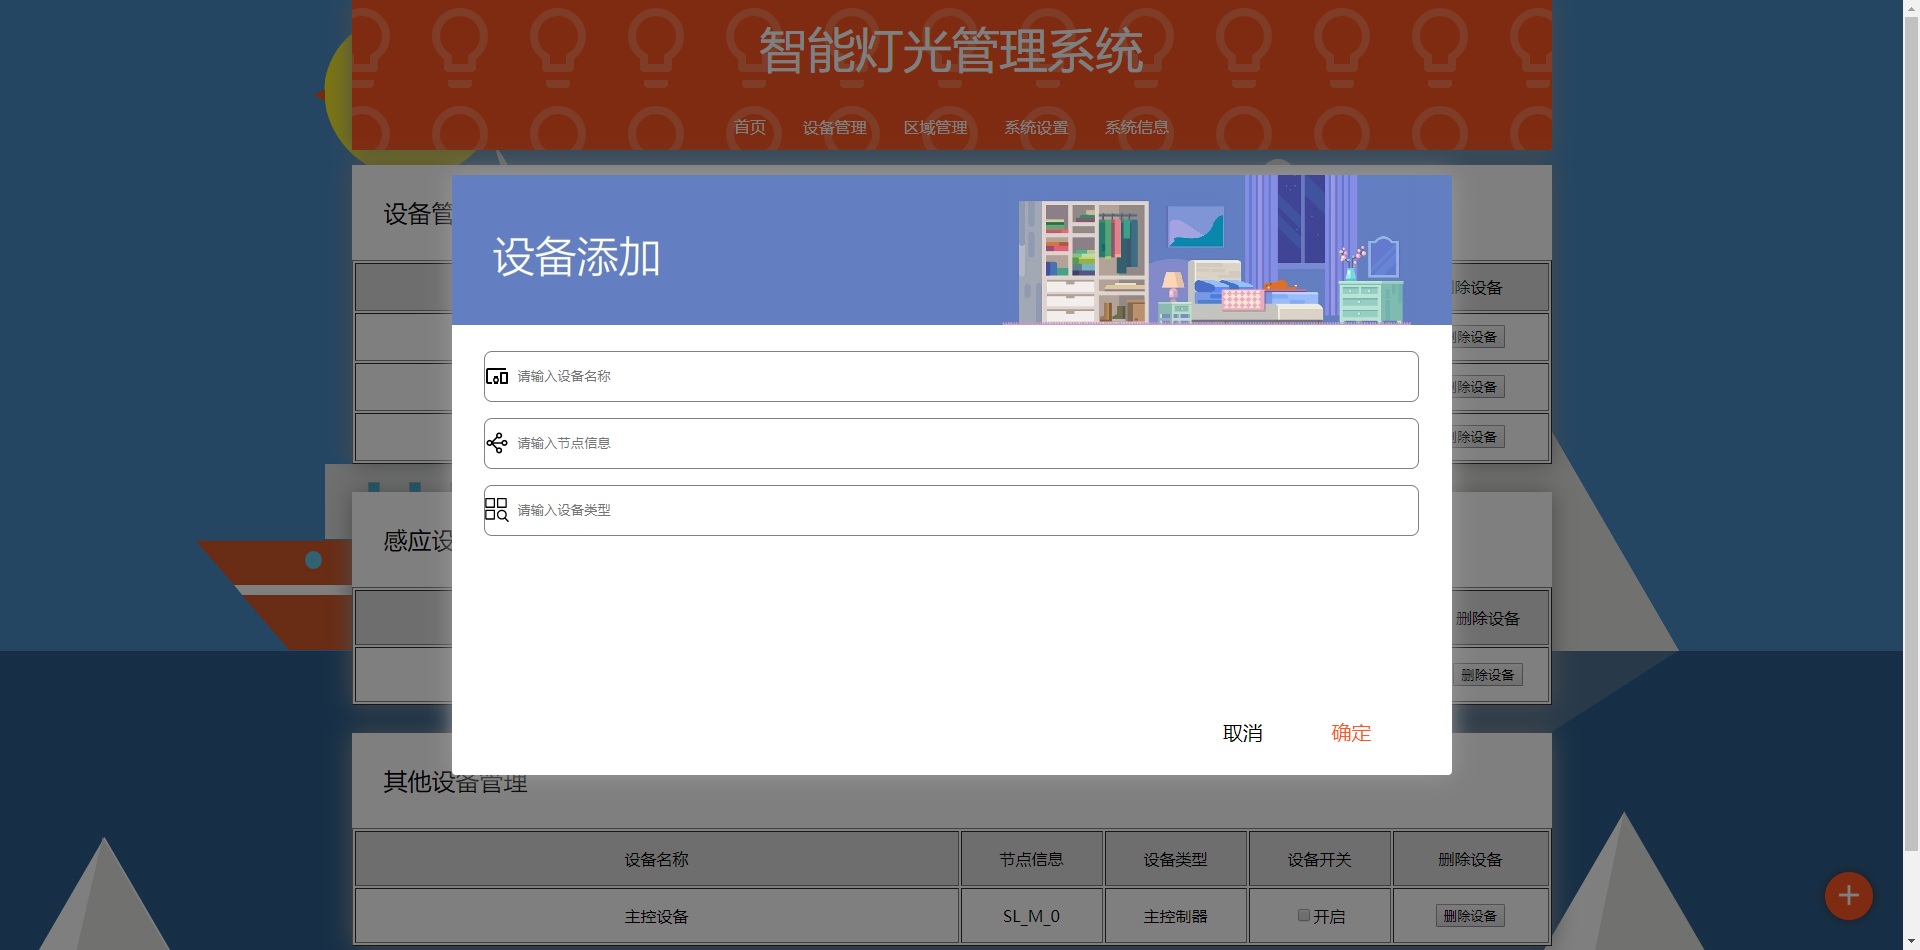 智能灯光管理系统
首页 设备管理 区域管理 系统设置 系统信息
设备管
设备添加
删除设备
删除设备
删除设备
删除设备
请输入设备名称
请输入节点信息
请输入设备类型
感应设
删除设备
删除设备
取消 确定
其他设备管理
设备名称 节点信息 设备类型 设备开关 删除设备
主控设备 SL_M_0 主控制器 开启 删除设备